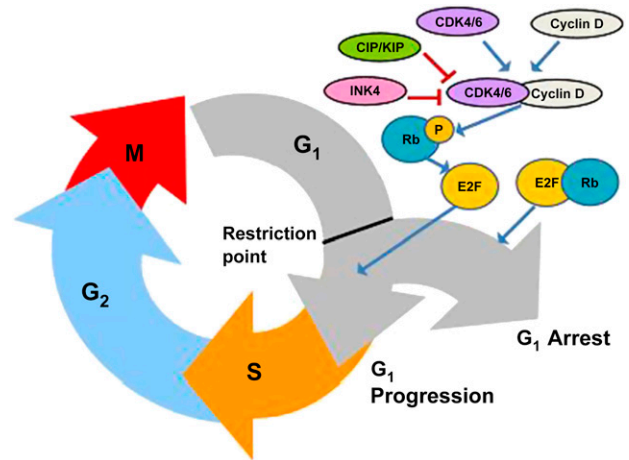 CDK4/6
Cyclin D
CIP/KIP
INK4
CDK4/6
Cyclin D
Rb
P
E2F
E2F
Rb
M
G₁
Restriction
point
G₂
S
G₁ Arrest
G₁
Progression